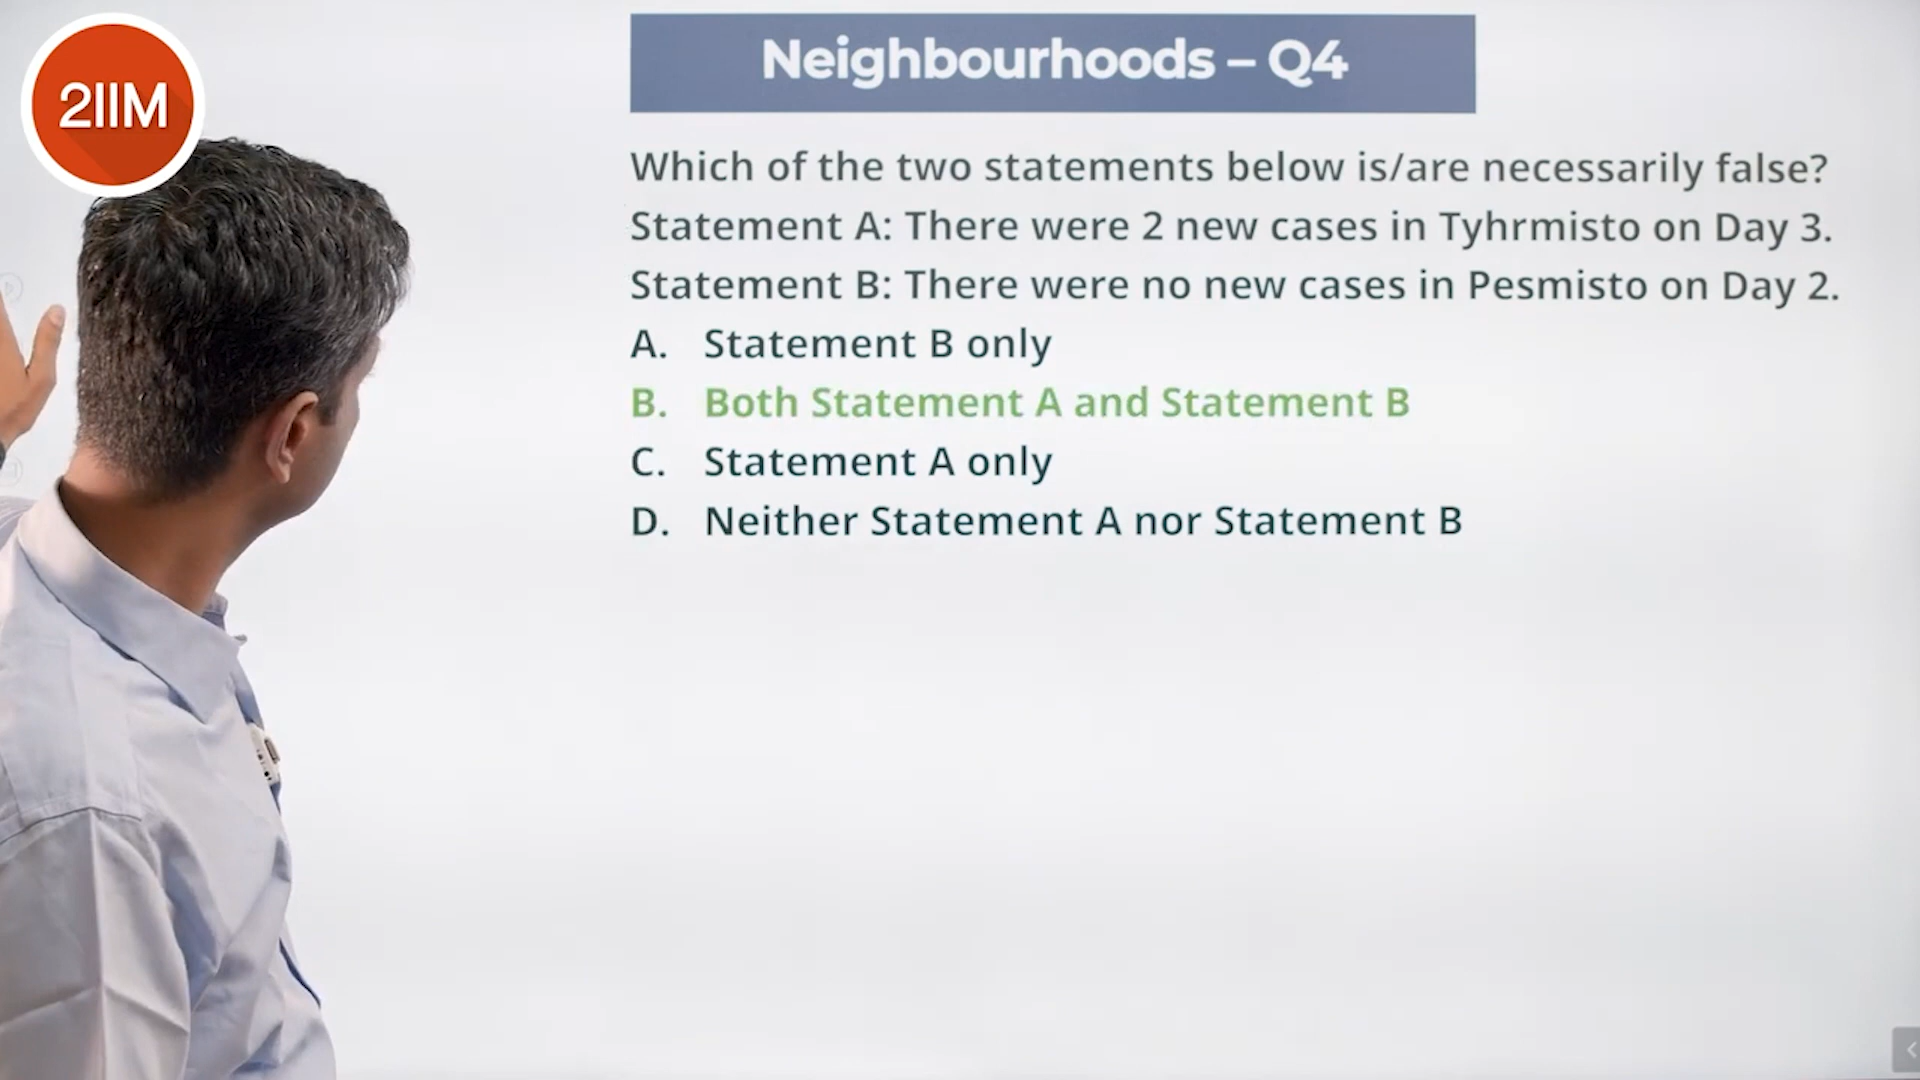 2IIM
Neighbourhoods – Q4
Which of the two statements below is/are necessarily false?
Statement A: There were 2 new cases in Tyhrmisto on Day 3.
Statement B: There were no new cases in Pesmisto on Day 2.
A. Statement B only
B. Both Statement A and Statement B
C. Statement A only
D. Neither Statement A nor Statement B